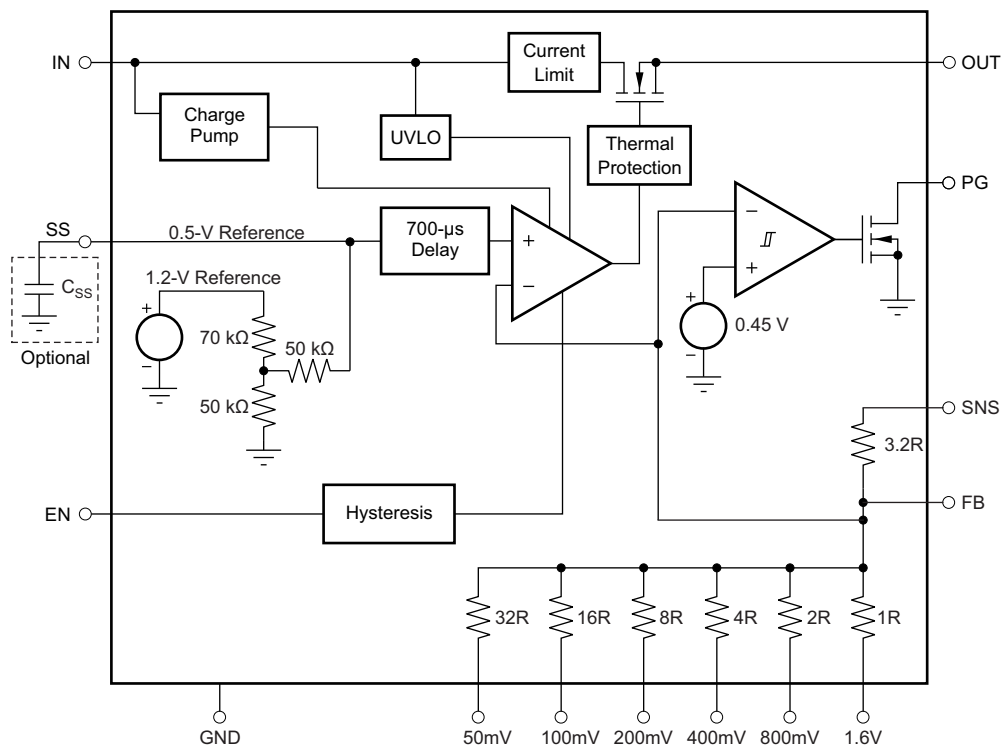 IN
Current
Limit
OUT
Charge
Pump
UVLO
Thermal
Protection
PG
SS
0.5-V Reference
700-µs
Delay
+
−
−
+
CSS
Optional
1.2-V Reference
+
−
70 kΩ
50 kΩ
50 kΩ
+
−
0.45 V
SNS
3.2R
FB
EN
Hysteresis
32R
16R
8R
4R
2R
1R
GND
50mV
100mV
200mV
400mV
800mV
1.6V